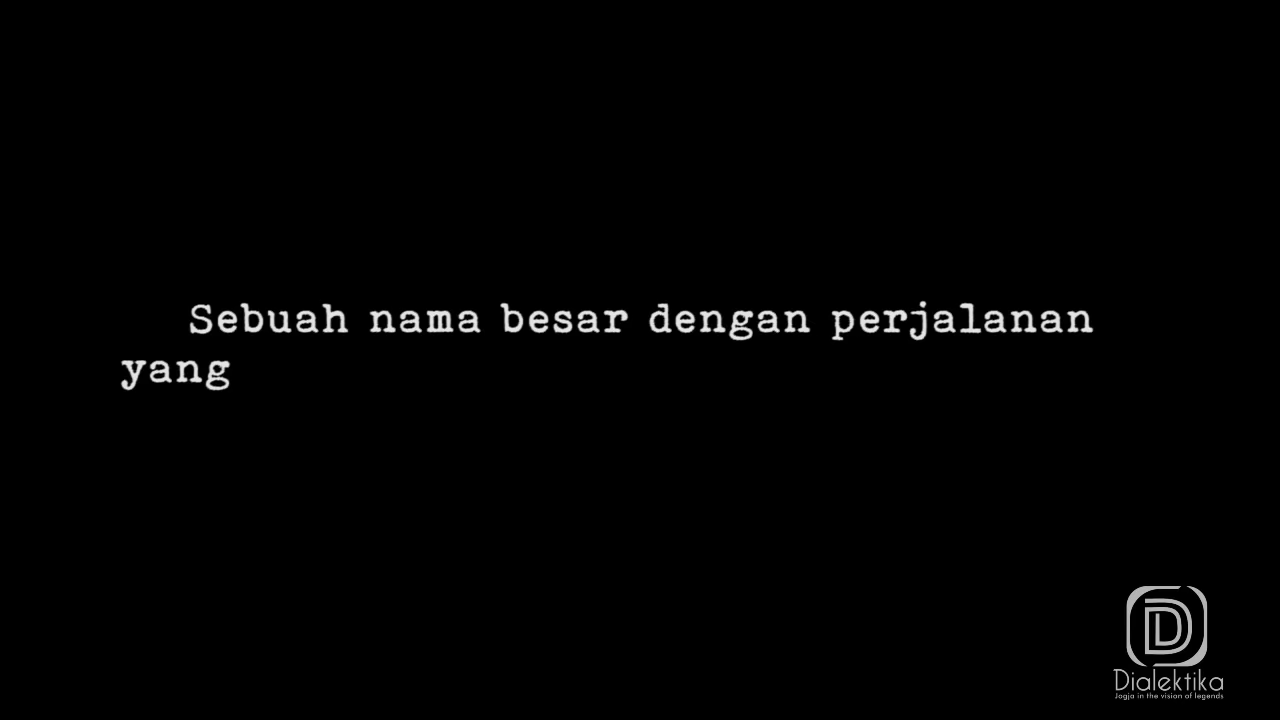 Sebuah nama besar dengan perjalanan
yang
Dialektika
Jogja in the vision of legends